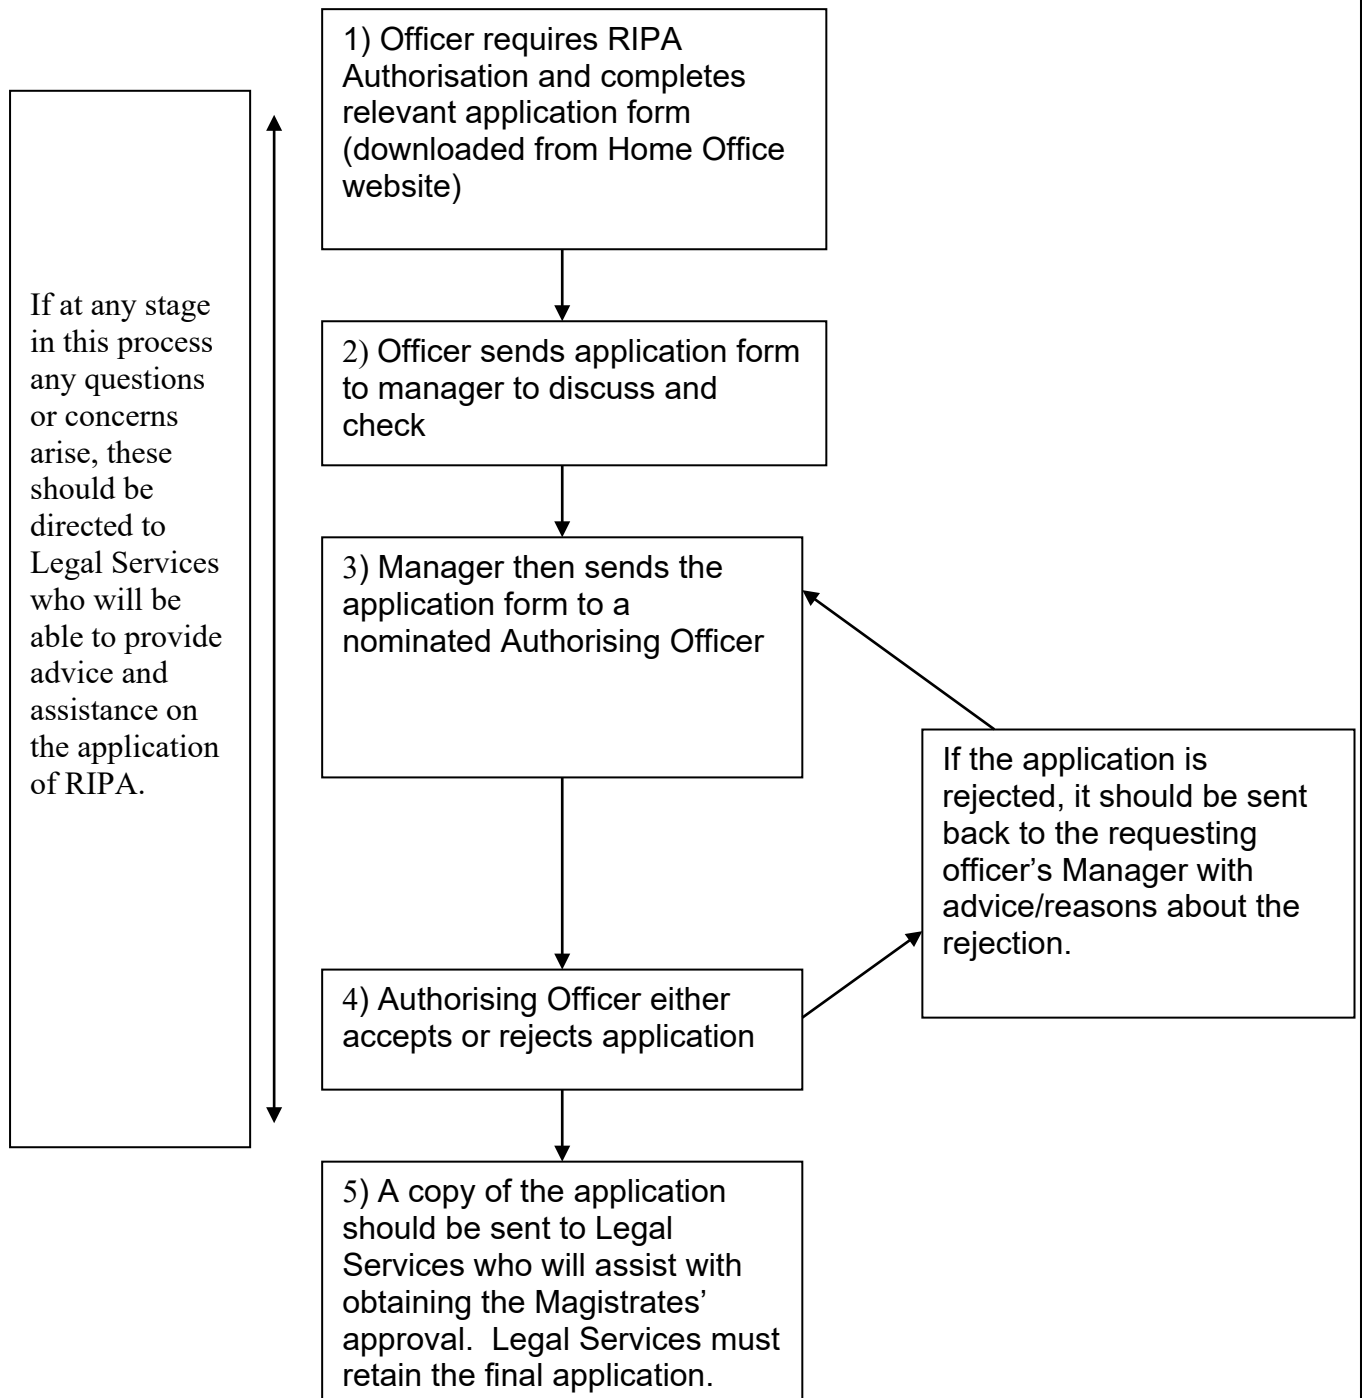 1) Officer requires RIPA
Authorisation and completes
relevant application form
(downloaded from Home Office
website)
If at any stage
in this process
any questions
or concerns
arise, these
should be
directed to
Legal Services
who will be
able to provide
advice and
assistance on
the application
of RIPA.
2) Officer sends application form
to manager to discuss and
check
3) Manager then sends the
application form to a
nominated Authorising Officer
If the application is
rejected, it should be sent
back to the requesting
officer’s Manager with
advice/reasons about the
rejection.
4) Authorising Officer either
accepts or rejects application
5) A copy of the application
should be sent to Legal
Services who will assist with
obtaining the Magistrates’
approval.  Legal Services must
retain the final application.